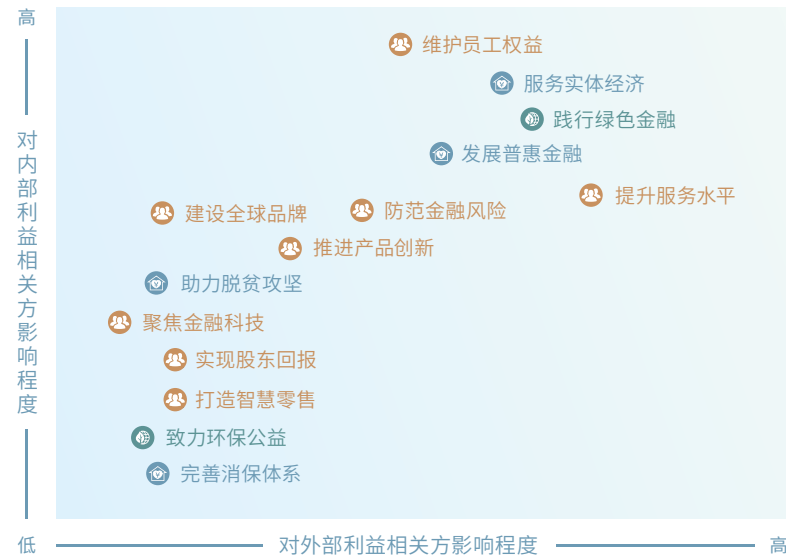 高
维护员工权益
服务实体经济
践行绿色金融
对内部利益相关方影响程度
发展普惠金融
提升服务水平
建设全球品牌
防范金融风险
推进产品创新
助力脱贫攻坚
聚焦金融科技
实现股东回报
打造智慧零售
致力环保公益
完善消保体系
低
对外部利益相关方影响程度
高